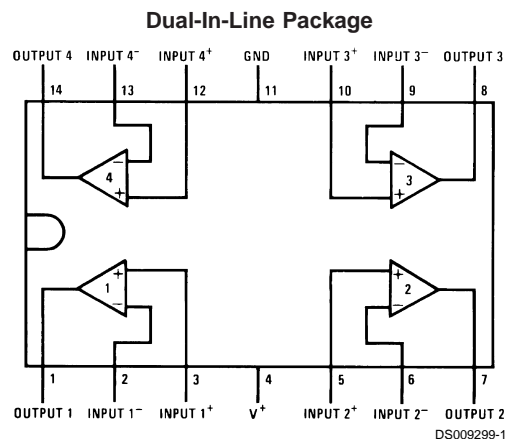 Dual-In-Line Package
OUTPUT 4 INPUT 4⁻ INPUT 4⁺ GND INPUT 3⁺ INPUT 3⁻ OUTPUT 3
14 13 12 11 10 9 8
− −
4 3
+ +
+ +
1 2
− −
1 2 3 4 5 6 7
OUTPUT 1 INPUT 1⁻ INPUT 1⁺ V⁺ INPUT 2⁺ INPUT 2⁻ OUTPUT 2
DS009299-1